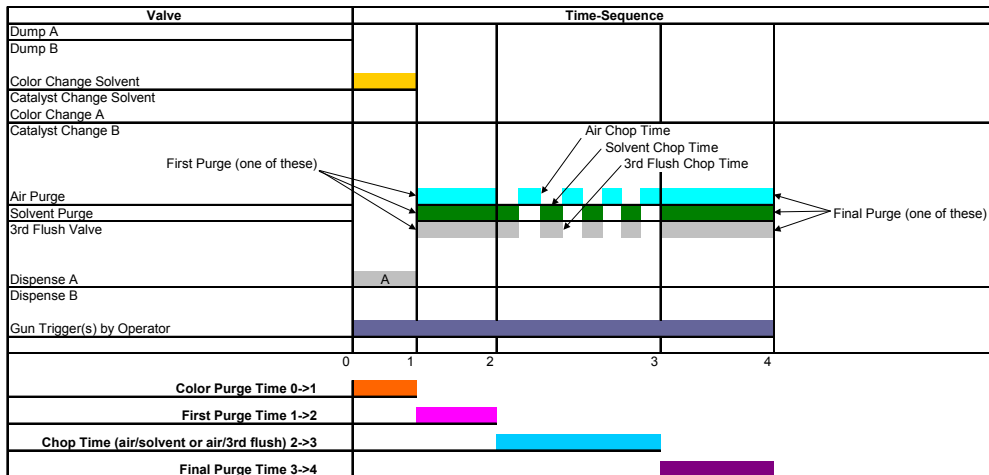 Valve Time-Sequence
Dump A
Dump B
Color Change Solvent
Catalyst Change Solvent
Color Change A
Catalyst Change B
Air Chop Time
Solvent Chop Time
First Purge (one of these) 3rd Flush Chop Time
Air Purge
Solvent Purge Final Purge (one of these)
3rd Flush Valve
Dispense A A
Dispense B
Gun Trigger(s) by Operator
0 1 2 3 4
Color Purge Time 0->1
First Purge Time 1->2
Chop Time (air/solvent or air/3rd flush) 2->3
Final Purge Time 3->4